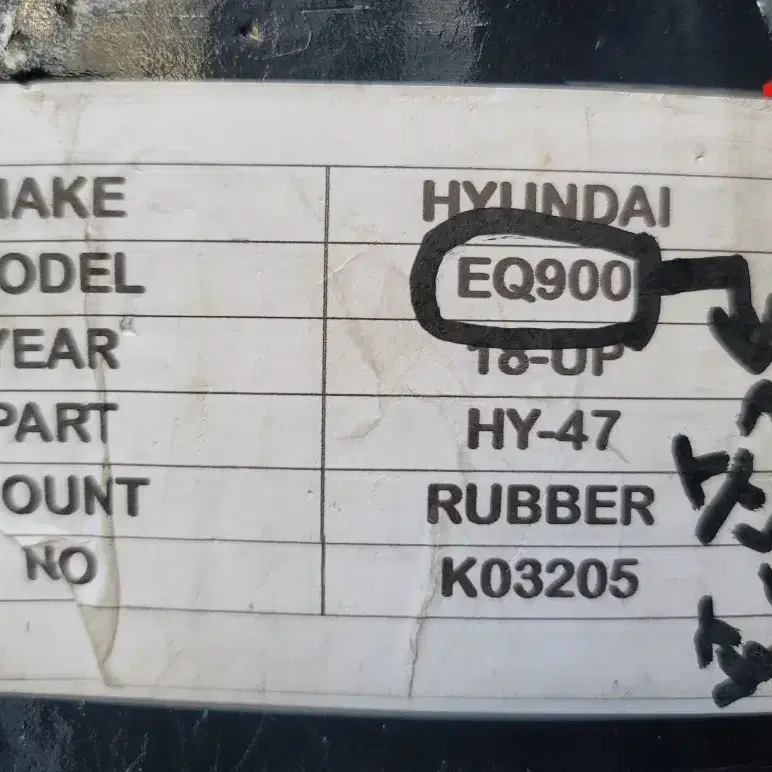 MAKE HYUNDAI
MODEL EQ900
YEAR 18-UP
PART HY-47
MOUNT RUBBER
NO K03205